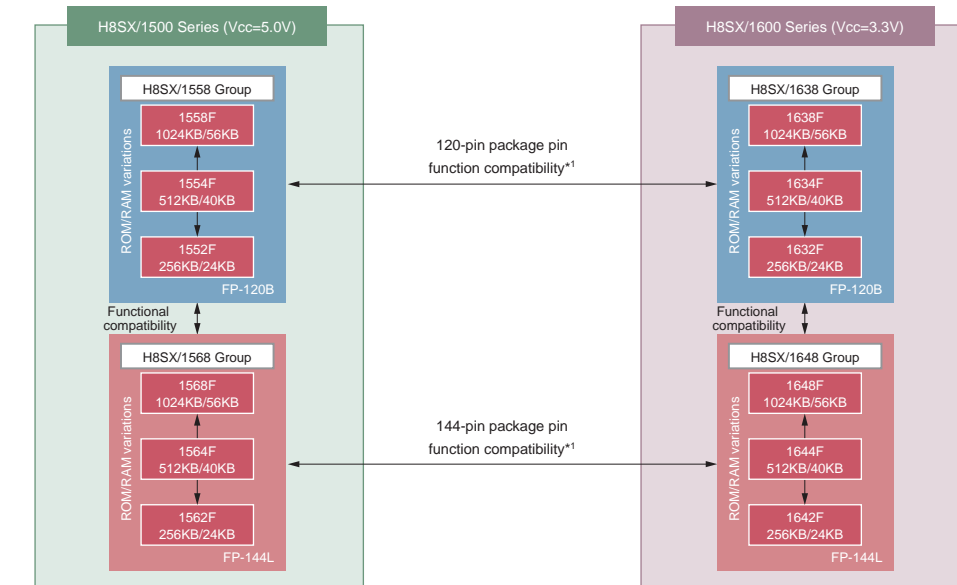 H8SX/1500 Series (Vcc=5.0V)
H8SX/1558 Group
ROM/RAM variations
1558F
1024KB/56KB
1554F
512KB/40KB
1552F
256KB/24KB
FP-120B
Functional
compatibility
H8SX/1568 Group
ROM/RAM variations
1568F
1024KB/56KB
1564F
512KB/40KB
1562F
256KB/24KB
FP-144L
120-pin package pin
function compatibility*1
144-pin package pin
function compatibility*1
H8SX/1600 Series (Vcc=3.3V)
H8SX/1638 Group
ROM/RAM variations
1638F
1024KB/56KB
1634F
512KB/40KB
1632F
256KB/24KB
FP-120B
Functional
compatibility
H8SX/1648 Group
ROM/RAM variations
1648F
1024KB/56KB
1644F
512KB/40KB
1642F
256KB/24KB
FP-144L